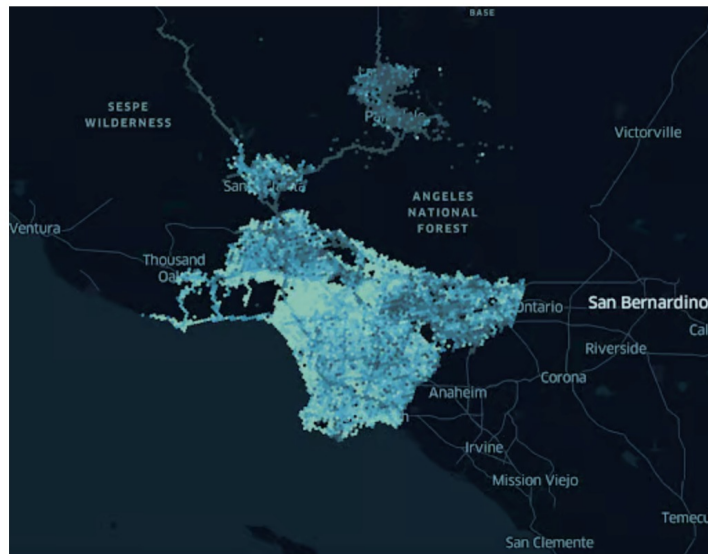 BASE
SESPE
WILDERNESS
Victorville
ANGELES
NATIONAL
FOREST
Ventura
Thousand
San Bernardino
Ontario
Riverside
Corona
Anaheim
Irvine
Mission Viejo
San Clemente